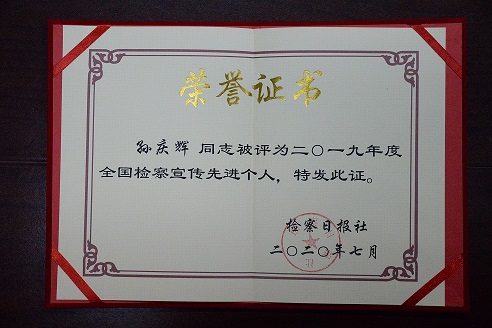 荣誉证书
孙庆辉 同志被评为二〇一九年度
全国检察宣传先进个人，特发此证。
检察日报社
二〇二〇年七月